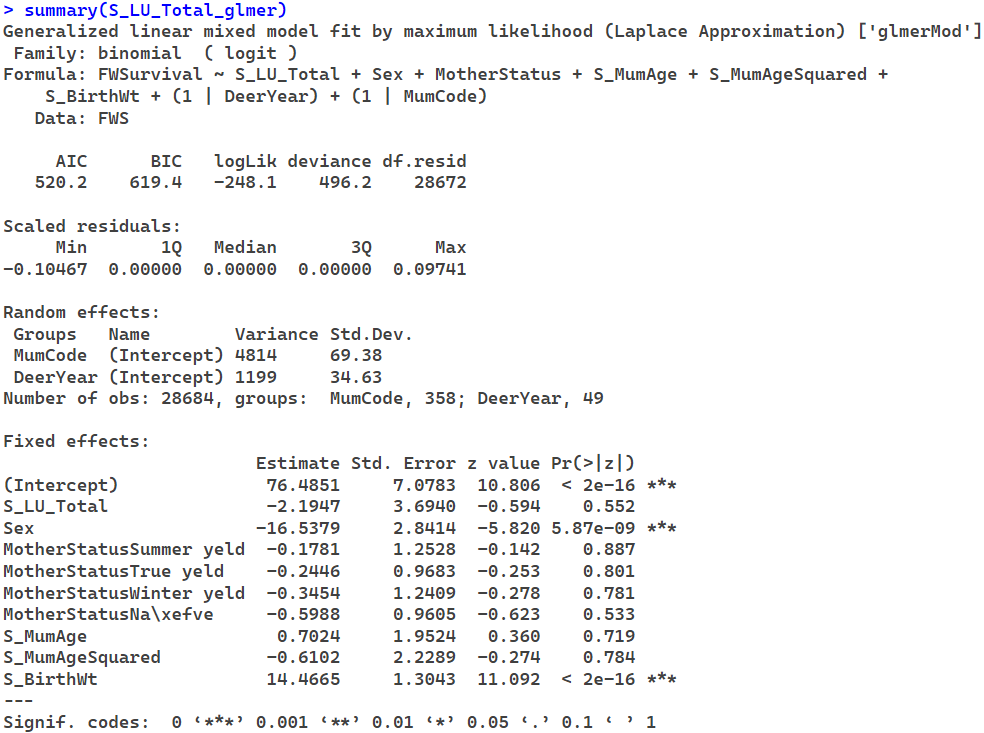 > summary(S_LU_Total_glmer)
Generalized linear mixed model fit by maximum likelihood (Laplace Approximation) ['glmerMod']
 Family: binomial  ( logit )
Formula: FWSurvival ~ S_LU_Total + Sex + MotherStatus + S_MumAge + S_MumAgeSquared +
    S_BirthWt + (1 | DeerYear) + (1 | MumCode)
   Data: FWS

     AIC      BIC   logLik deviance df.resid
   520.2    619.4   -248.1    496.2    28672

Scaled residuals:
     Min       1Q   Median       3Q      Max
-0.10467  0.00000  0.00000  0.00000  0.09741

Random effects:
 Groups   Name        Variance Std.Dev.
 MumCode  (Intercept) 4814     69.38
 DeerYear (Intercept) 1199     34.63
Number of obs: 28684, groups:  MumCode, 358; DeerYear, 49

Fixed effects:
                        Estimate Std. Error z value Pr(>|z|)
(Intercept)              76.4851     7.0783  10.806  < 2e-16 ***
S_LU_Total               -2.1947     3.6940  -0.594    0.552
Sex                     -16.5379     2.8414  -5.820 5.87e-09 ***
MotherStatusSummer yeld  -0.1781     1.2528  -0.142    0.887
MotherStatusTrue yeld    -0.2446     0.9683  -0.253    0.801
MotherStatusWinter yeld  -0.3454     1.2409  -0.278    0.781
MotherStatusNa\xefve     -0.5988     0.9605  -0.623    0.533
S_MumAge                  0.7024     1.9524   0.360    0.719
S_MumAgeSquared          -0.6102     2.2289  -0.274    0.784
S_BirthWt                14.4665     1.3043  11.092  < 2e-16 ***
---
Signif. codes:  0 ‘***’ 0.001 ‘**’ 0.01 ‘*’ 0.05 ‘.’ 0.1 ‘ ’ 1